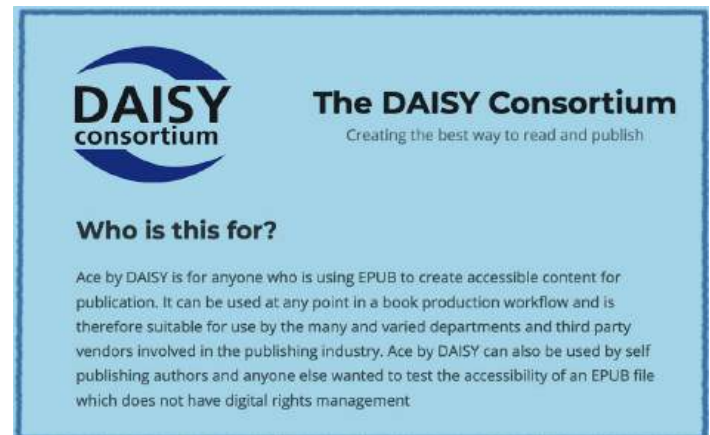 DAISY
consortium
The DAISY Consortium
Creating the best way to read and publish
Who is this for?
Ace by DAISY is for anyone who is using EPUB to create accessible content for
publication. It can be used at any point in a book production workflow and is
therefore suitable for use by the many and varied departments and third party
vendors involved in the publishing industry. Ace by DAISY can also be used by self
publishing authors and anyone else wanted to test the accessibility of an EPUB file
which does not have digital rights management